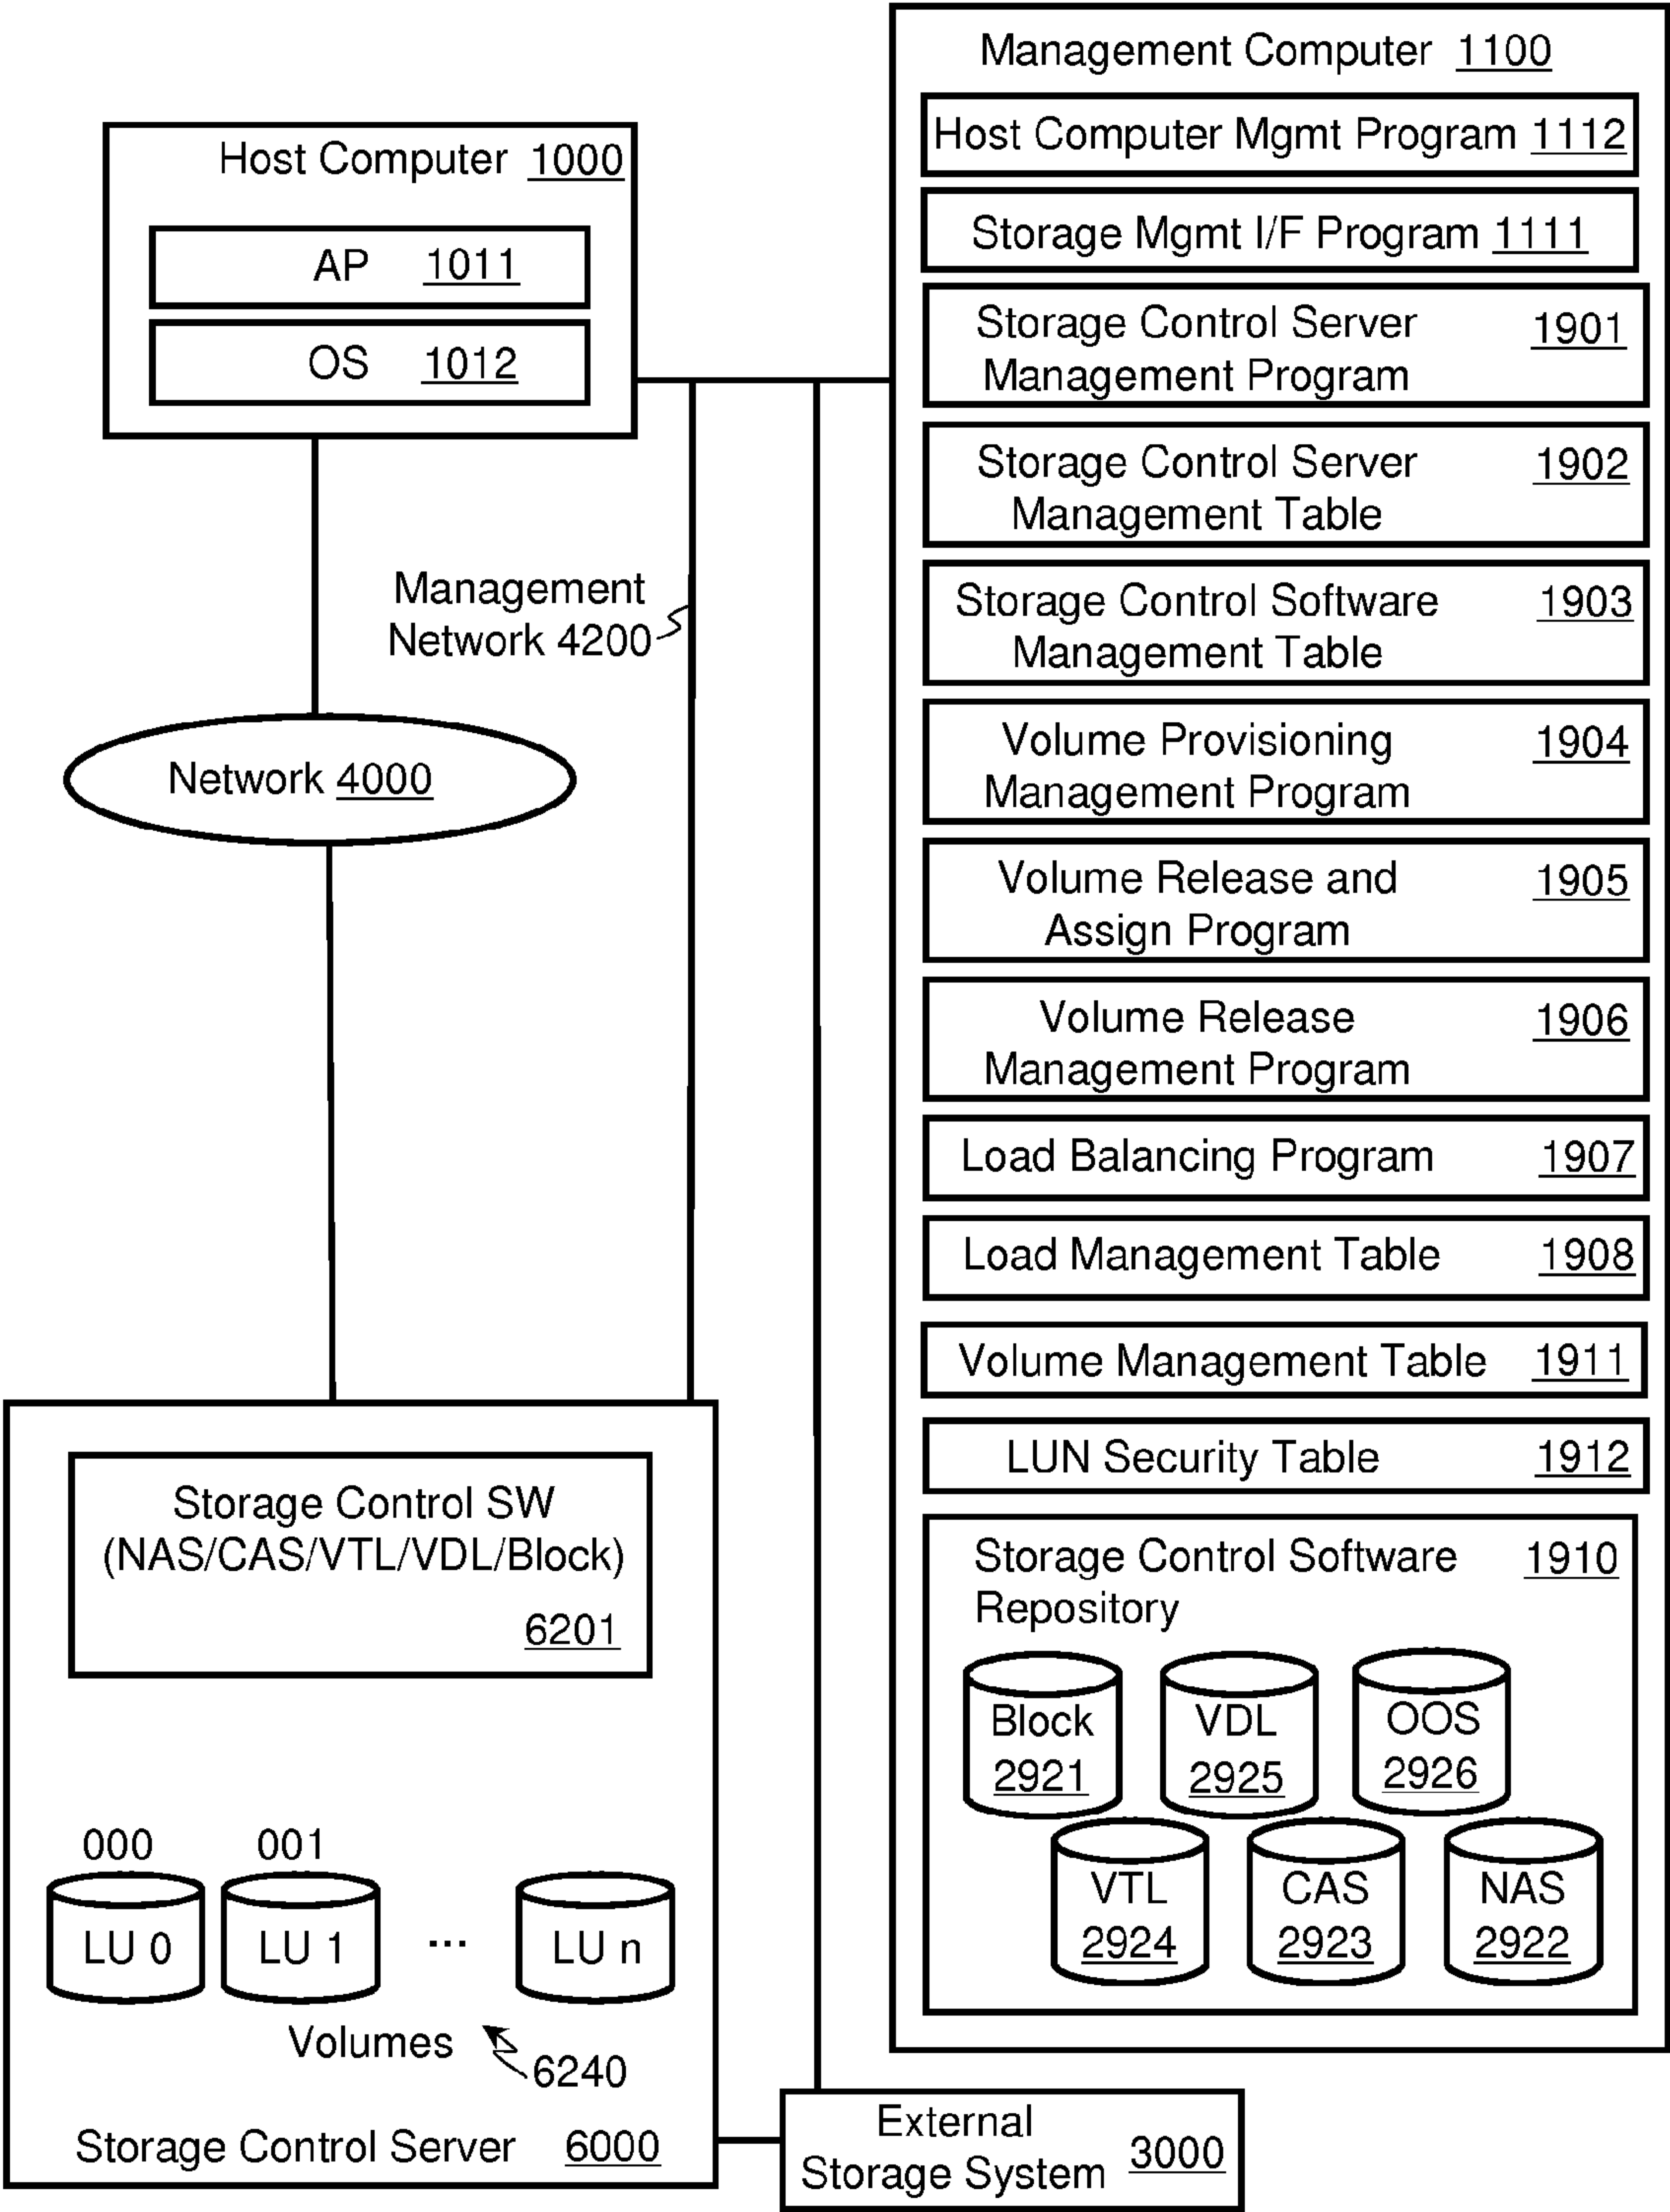 Host Computer 1000
AP 1011
OS 1012
Management
Network 4200
Network 4000
Storage Control SW
(NAS/CAS/VTL/VDL/Block)
6201
000 001
LU 0 LU 1 ... LU n
Volumes
6240
Storage Control Server 6000
External
Storage System 3000
Management Computer 1100
Host Computer Mgmt Program 1112
Storage Mgmt I/F Program 1111
Storage Control Server 1901
Management Program
Storage Control Server 1902
Management Table
Storage Control Software 1903
Management Table
Volume Provisioning 1904
Management Program
Volume Release and 1905
Assign Program
Volume Release 1906
Management Program
Load Balancing Program 1907
Load Management Table 1908
Volume Management Table 1911
LUN Security Table 1912
Storage Control Software 1910
Repository
Block VDL OOS
2921 2925 2926
VTL CAS NAS
2924 2923 2922